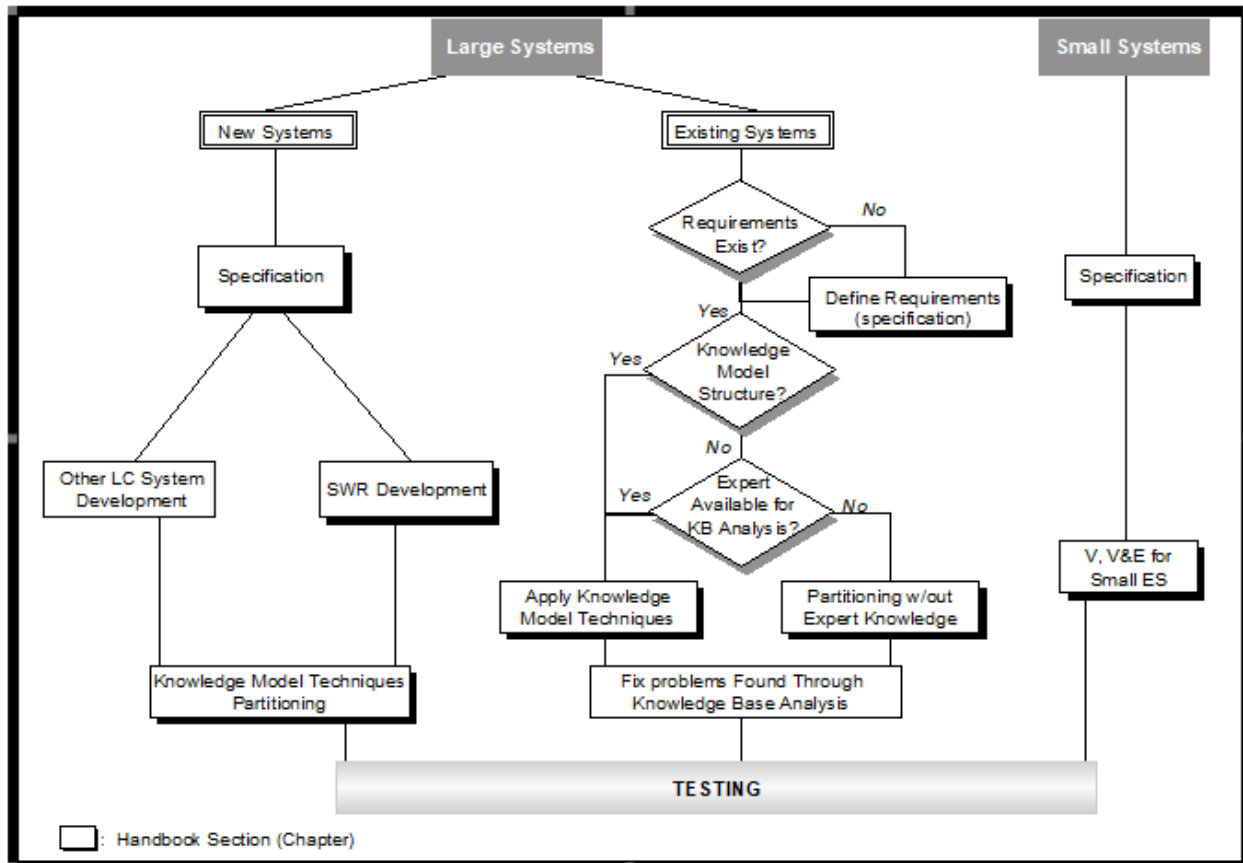 Large Systems
Small Systems
New Systems
Existing Systems
Requirements
Exist?
No
Specification
Specification
Define Requirements
(specification)
Yes
Yes
Knowledge
Model
Structure?
No
Other LC System
Development
SWR Development
Yes
Expert
Available for
KB Analysis?
No
V, V&E for
Small ES
Apply Knowledge
Model Techniques
Partitioning w/out
Expert Knowledge
Knowledge Model Techniques
Partitioning
Fix problems Found Through
Knowledge Base Analysis
TESTING
: Handbook Section (Chapter)